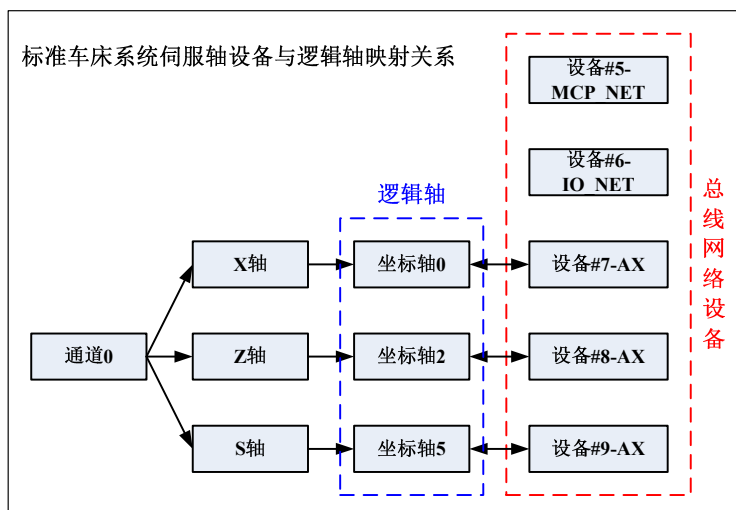 标准车床系统伺服轴设备与逻辑轴映射关系
设备#5-
MCP_NET
设备#6-
IO_NET
逻辑轴
总线网络设备
X轴
坐标轴0
设备#7-AX
通道0
Z轴
坐标轴2
设备#8-AX
S轴
坐标轴5
设备#9-AX